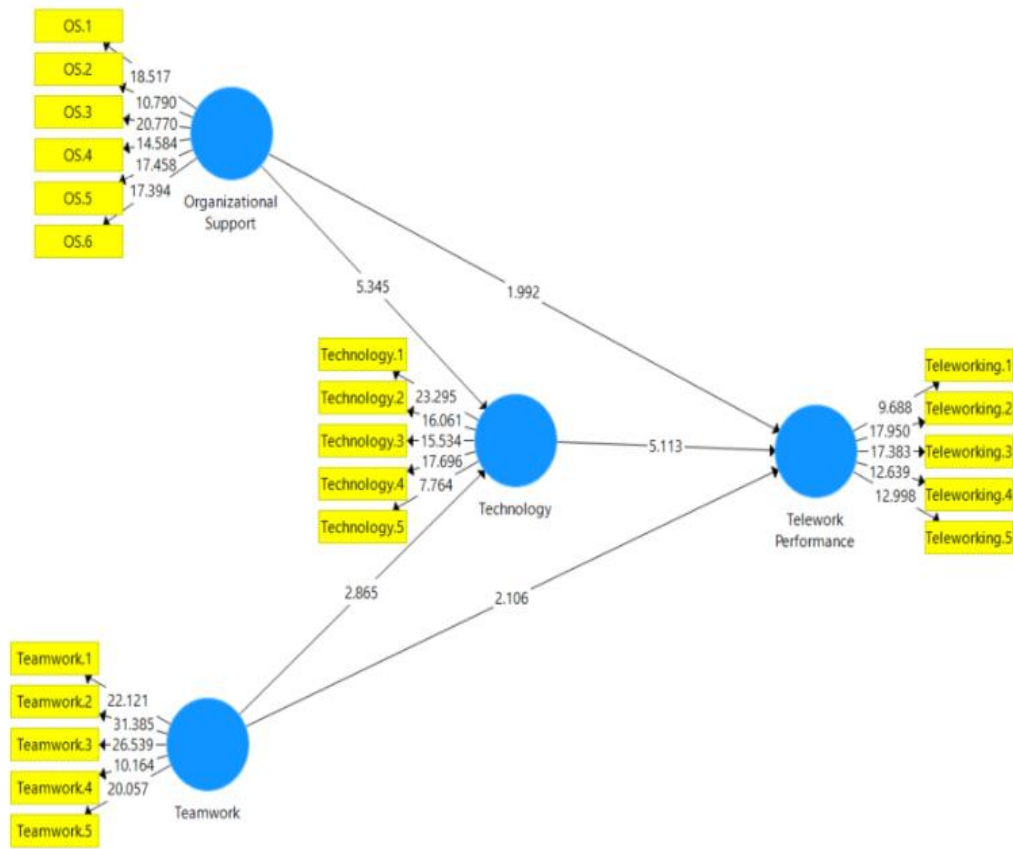 OS.1
OS.2
OS.3
OS.4
OS.5
OS.6
18.517
10.790
20.770
14.584
17.458
17.394
Organizational
Support
5.345
1.992
Technology.1
Technology.2
Technology.3
Technology.4
Technology.5
23.295
16.061
15.534
17.696
7.764
Technology
5.113
Teleworking.1
Teleworking.2
Teleworking.3
Teleworking.4
Teleworking.5
9.688
17.950
17.383
12.639
12.998
Telework
Performance
2.865
2.106
Teamwork.1
Teamwork.2
Teamwork.3
Teamwork.4
Teamwork.5
22.121
31.385
26.539
10.164
20.057
Teamwork